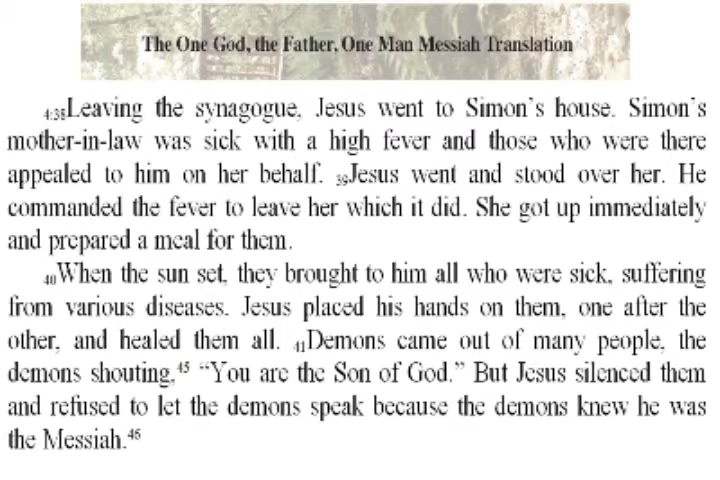 The One God, the Father, One Man Messiah Translation
4:38Leaving the synagogue, Jesus went to Simon's house. Simon's
mother-in-law was sick with a high fever and those who were there
appealed to him on her behalf. 39Jesus went and stood over her. He
commanded the fever to leave her which it did. She got up immediately
and prepared a meal for them.
40When the sun set, they brought to him all who were sick, suffering
from various diseases. Jesus placed his hands on them, one after the
other, and healed them all. 41Demons came out of many people, the
demons shouting,45 “You are the Son of God.” But Jesus silenced them
and refused to let the demons speak because the demons knew he was
the Messiah.46